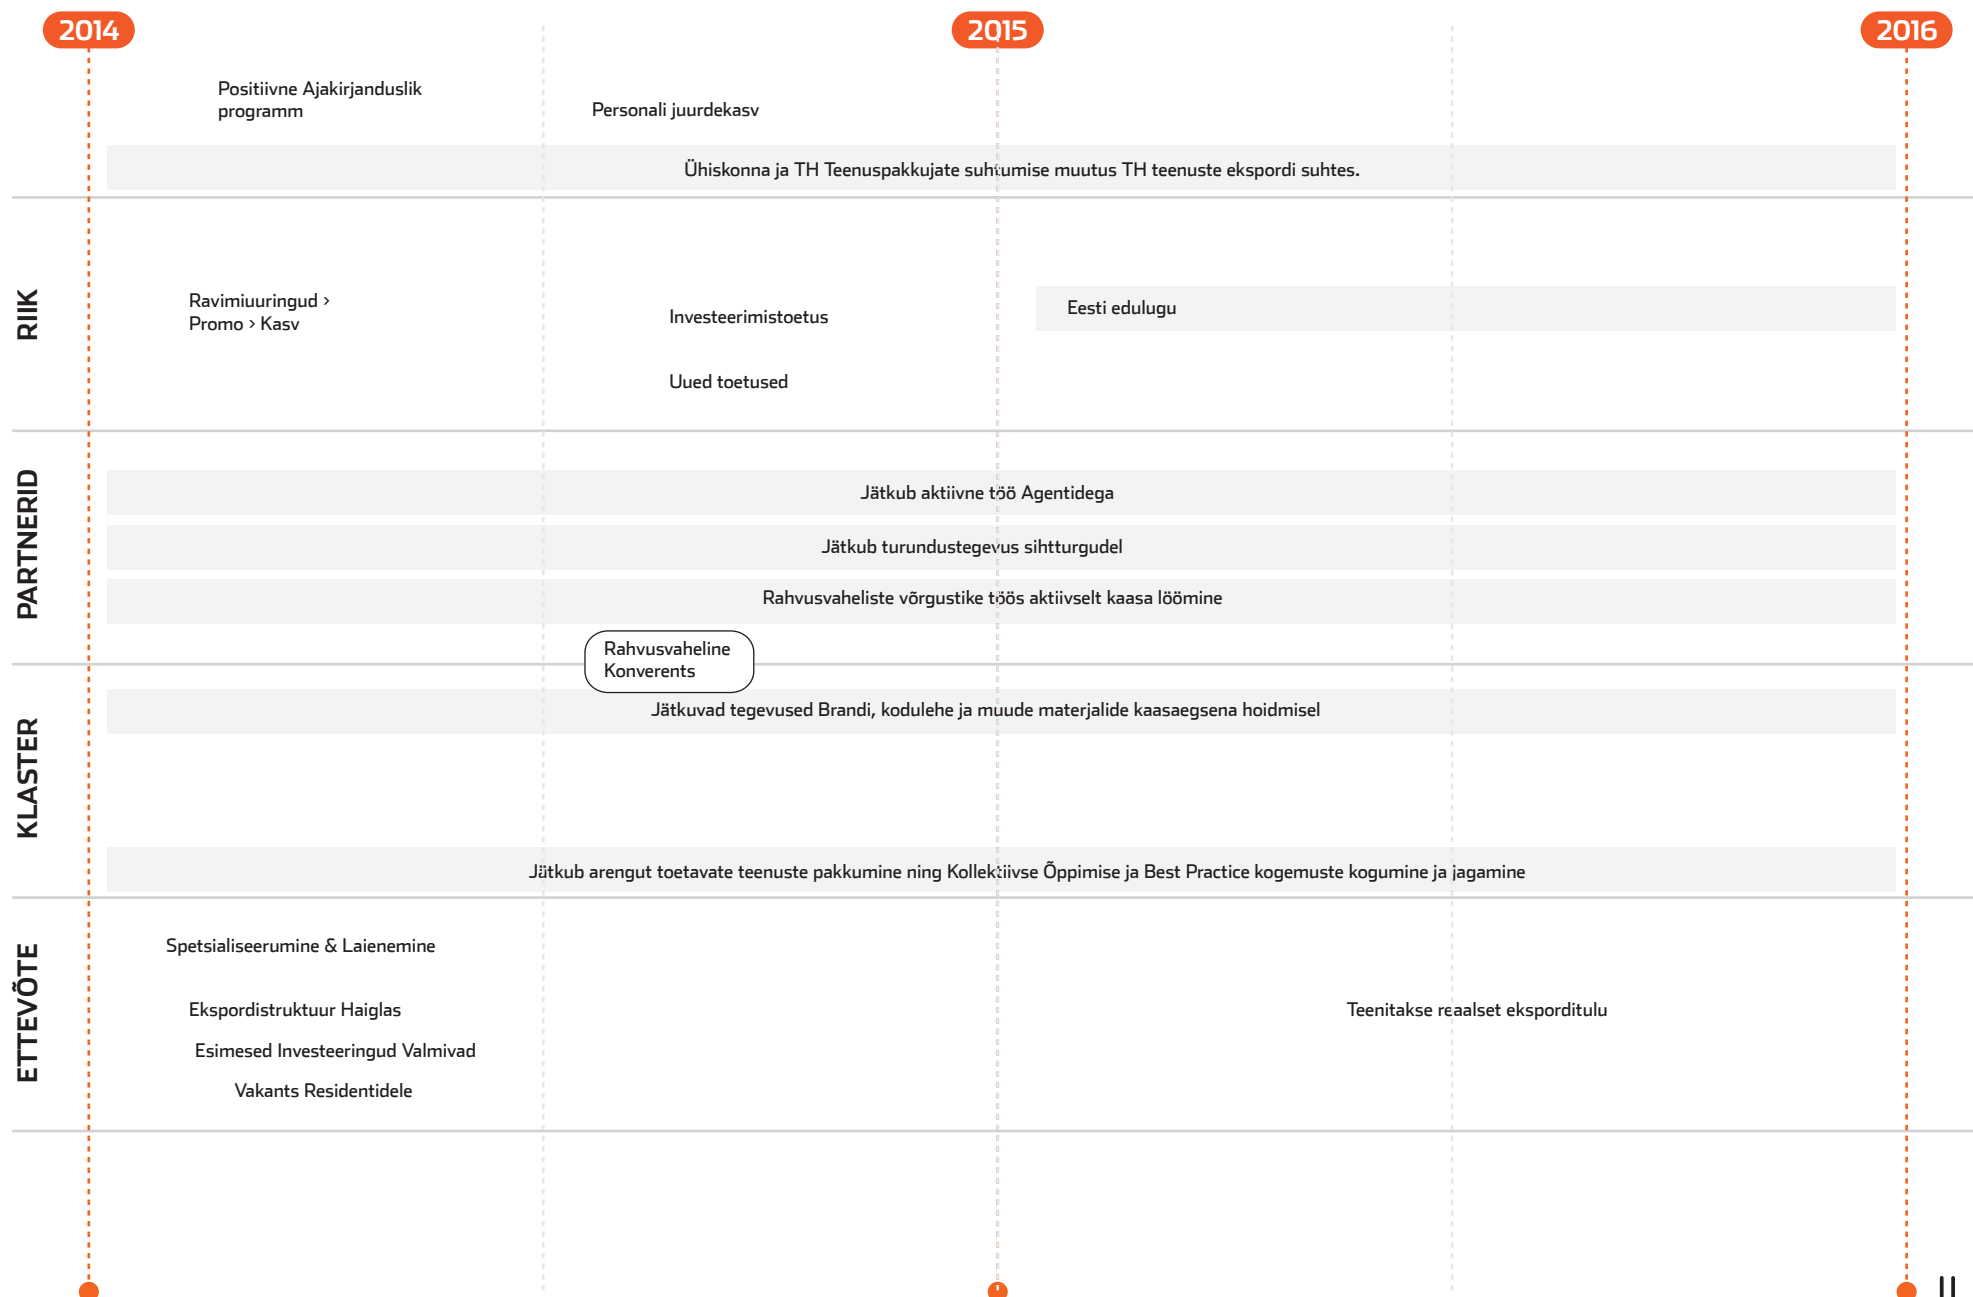 2014
2015
2016
Positiivne Ajakirjanduslik
programm
Personali juurdekasv
Ühiskonna ja TH Teenuspakkujate suhtumise muutus TH teenuste ekspordi suhtes.
RIIK
Ravimiuuringud >
Promo > Kasv
Investeerimistoetus
Uued toetused
Eesti edulugu
PARTNERID
Jätkub aktiivne töö Agentidega
Jätkub turundustegevus sihtturgudel
Rahvusvaheliste võrgustike töös aktiivselt kaasa löömine
Rahvusvaheline
Konverents
KLASTER
Jätkuvad tegevused Brandi, kodulehe ja muude materjalide kaasaegsena hoidmisel
Jätkub arengut toetavate teenuste pakkumine ning Kollektiivse Õppimise ja Best Practice kogemuste kogumine ja jagamine
ETTEVÕTE
Spetsialiseerumine & Laienemine
Ekspordistruktuur Haiglas
Esimesed Investeeringud Valmivad
Vakants Residentidele
Teenitakse reaalset eksporditulu
11